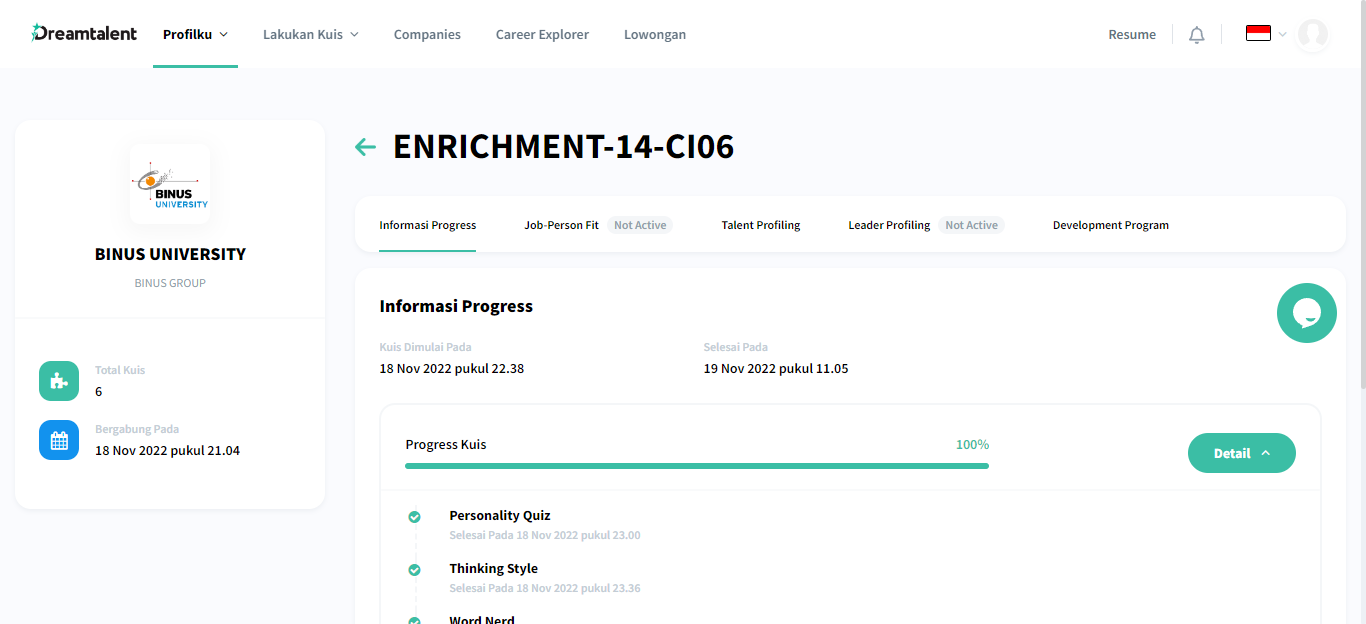 Dreamtalent
Profilku
Lakukan Kuis
Companies
Career Explorer
Lowongan
Resume
BINUS
UNIVERSITY
BINUS UNIVERSITY
BINUS GROUP
Total Kuis
6
Bergabung Pada
18 Nov 2022 pukul 21.04
ENRICHMENT-14-CI06
Informasi Progress
Job-Person Fit Not Active
Talent Profiling
Leader Profiling Not Active
Development Program
Informasi Progress
Kuis Dimulai Pada
18 Nov 2022 pukul 22.38
Selesai Pada
19 Nov 2022 pukul 11.05
Progress Kuis
100%
Detail
Personality Quiz
Selesai Pada 18 Nov 2022 pukul 23.00
Thinking Style
Selesai Pada 18 Nov 2022 pukul 23.36
Word Nerd